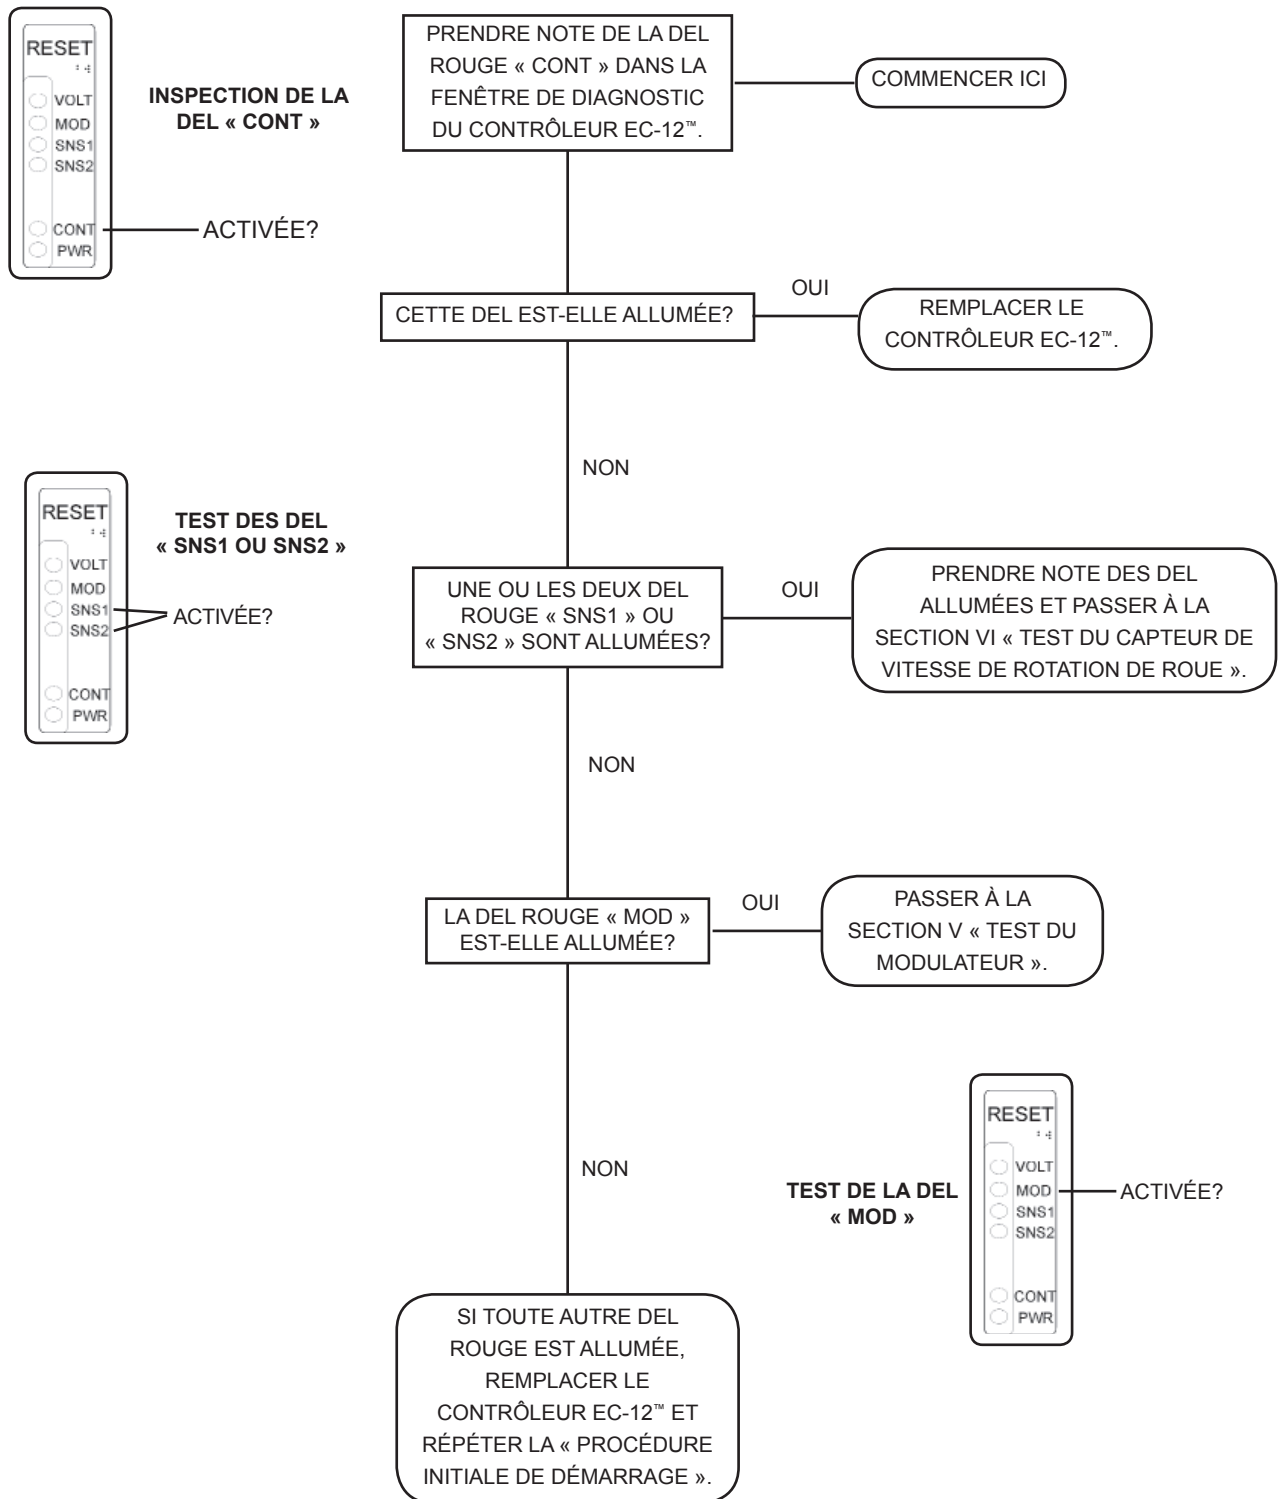 RESET
VOLT
MOD
SNS1
SNS2
CONT
PWR
INSPECTION DE LA
DEL « CONT »
ACTIVÉE?
PRENDRE NOTE DE LA DEL
ROUGE « CONT » DANS LA
FENÊTRE DE DIAGNOSTIC
DU CONTRÔLEUR EC-12™.
COMMENCER ICI
CETTE DEL EST-ELLE ALLUMÉE?
OUI
REMPLACER LE
CONTRÔLEUR EC-12™.
NON
RESET
VOLT
MOD
SNS1
SNS2
CONT
PWR
TEST DES DEL
« SNS1 OU SNS2 »
ACTIVÉE?
UNE OU LES DEUX DEL
ROUGE « SNS1 » OU
« SNS2 » SONT ALLUMÉES?
OUI
PRENDRE NOTE DES DEL
ALLUMÉES ET PASSER À LA
SECTION VI « TEST DU CAPTEUR DE
VITESSE DE ROTATION DE ROUE ».
NON
LA DEL ROUGE « MOD »
EST-ELLE ALLUMÉE?
OUI
PASSER À LA
SECTION V « TEST DU
MODULATEUR ».
NON
TEST DE LA DEL
« MOD »
RESET
VOLT
MOD
SNS1
SNS2
CONT
PWR
ACTIVÉE?
SI TOUTE AUTRE DEL
ROUGE EST ALLUMÉE,
REMPLACER LE
CONTRÔLEUR EC-12™ ET
RÉPÉTER LA « PROCÉDURE
INITIALE DE DÉMARRAGE ».